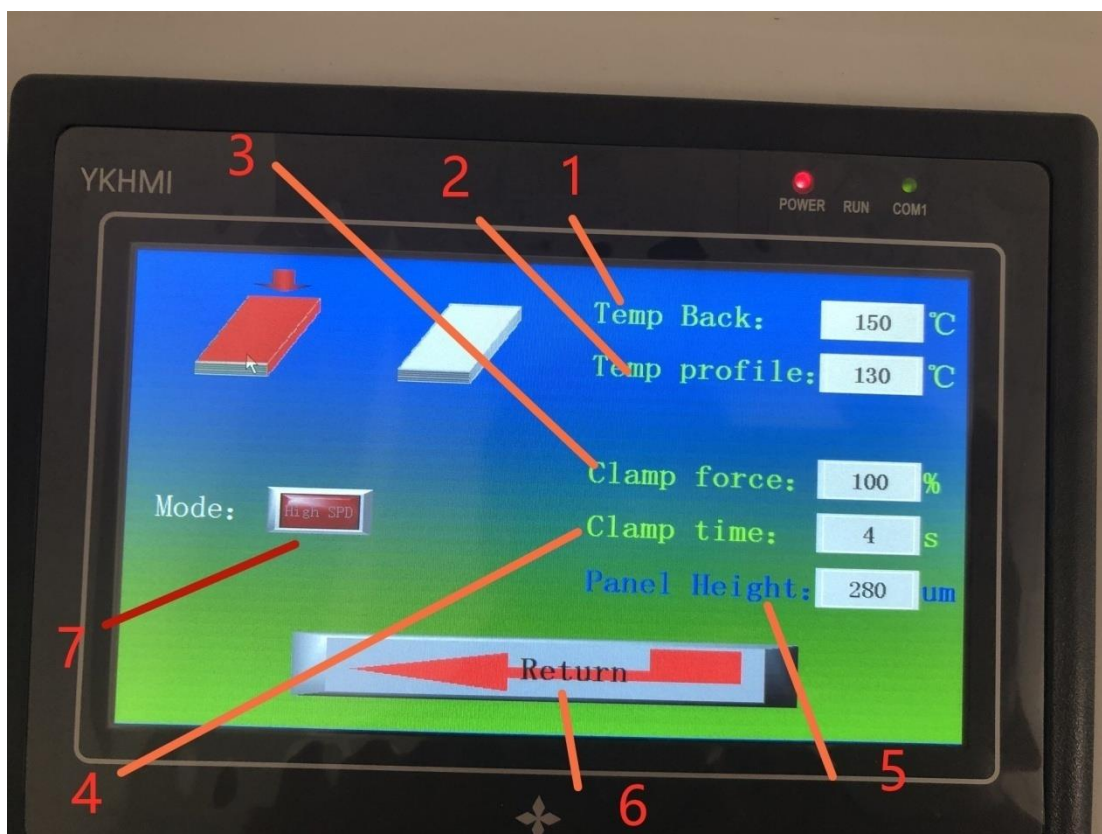 3
2
1
YKHMI
POWER RUN COM1
Temp Back: 150 ℃
Temp profile: 130 ℃
Clamp force: 100 %
Mode: High SPD
Clamp time: 4 s
Panel Height: 280 um
7
Return
4
5
6